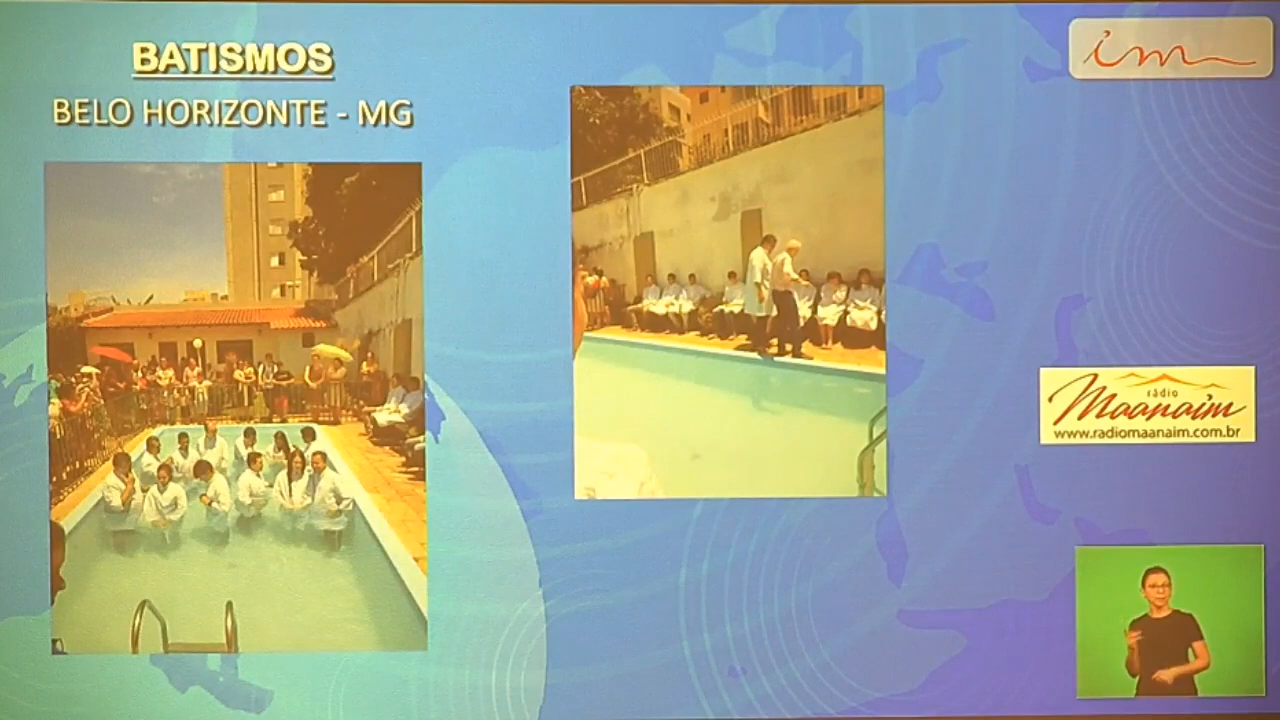 BATISMOS
BELO HORIZONTE - MG
im
rádio
Maanaim
www.radiomaanaim.com.br